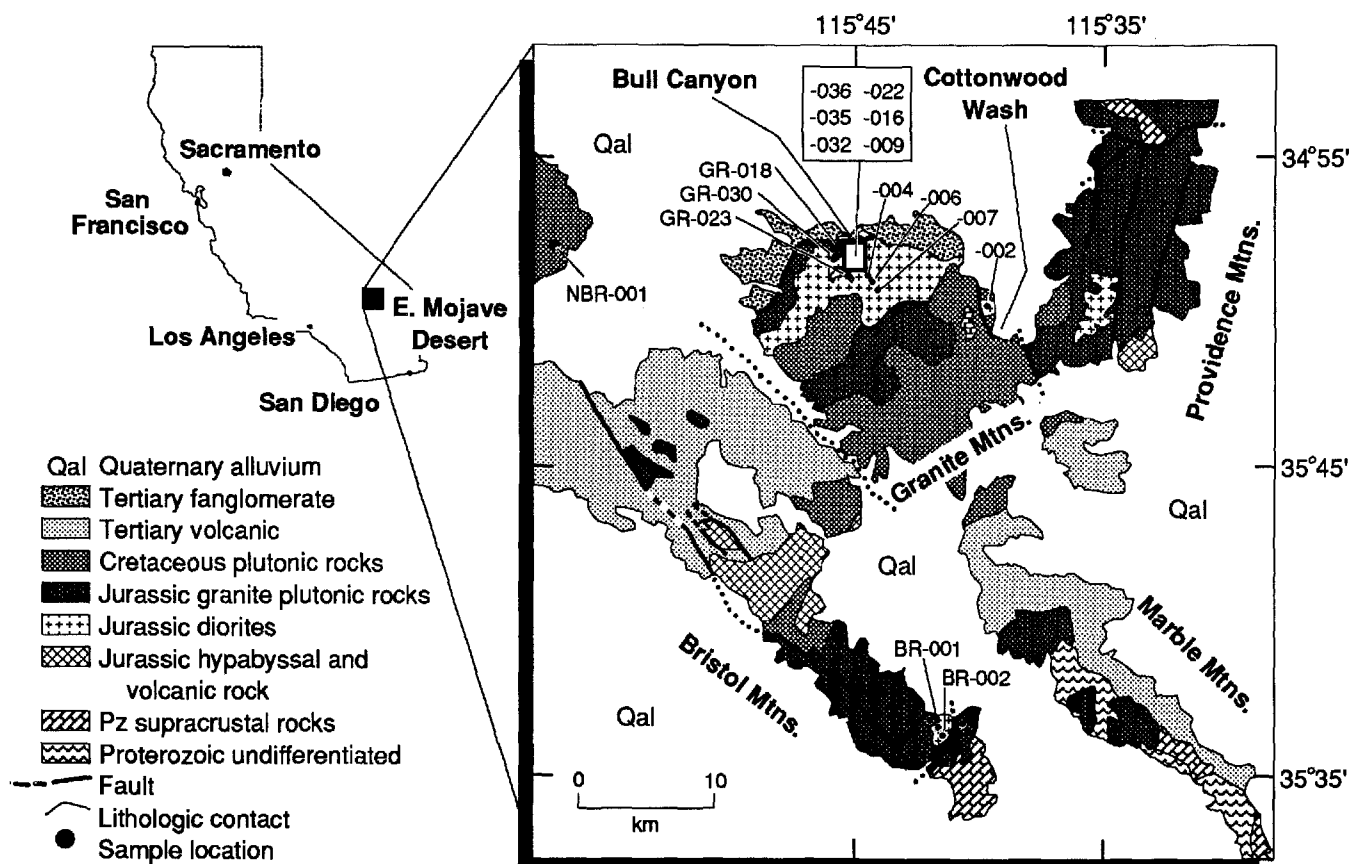 115°45'
115°35'
Bull Canyon
-036 -022
-035 -016
-032 -009
Cottonwood
Wash
Qal
34°55'
GR-018
GR-030
GR-023
-004
-006
-007
-002
NBR-001
Providence Mtns.
Sacramento
San
Francisco
E. Mojave
Desert
Los Angeles
San Diego
Granite Mtns.
35°45'
Qal
Qal
Marble Mtns.
Bristol Mtns.
BR-001
BR-002
Qal
35°35'
0 10
km
Qal Quaternary alluvium
Tertiary fanglomerate
Tertiary volcanic
Cretaceous plutonic rocks
Jurassic granite plutonic rocks
Jurassic diorites
Jurassic hypabyssal and
volcanic rock
Pz supracrustal rocks
Proterozoic undifferentiated
Fault
Lithologic contact
Sample location